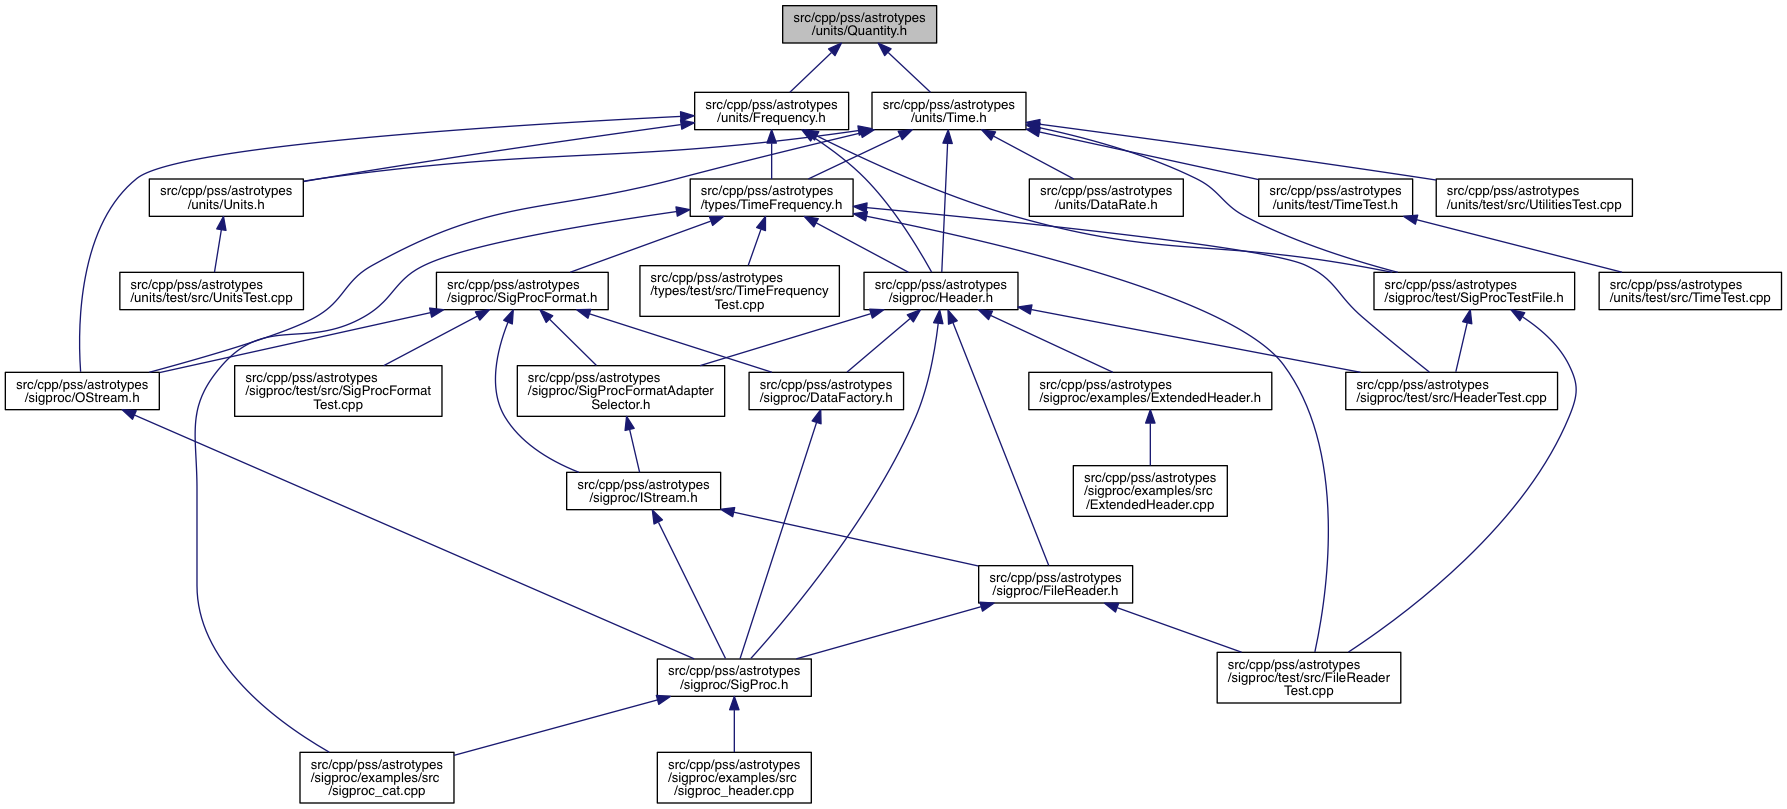 src/cpp/pss/astrotypes
/units/Quantity.h
src/cpp/pss/astrotypes
/units/Frequency.h
src/cpp/pss/astrotypes
/units/Time.h
src/cpp/pss/astrotypes
/units/Units.h
src/cpp/pss/astrotypes
/types/TimeFrequency.h
src/cpp/pss/astrotypes
/units/DataRate.h
src/cpp/pss/astrotypes
/units/test/TimeTest.h
src/cpp/pss/astrotypes
/units/test/src/UtilitiesTest.cpp
src/cpp/pss/astrotypes
/units/test/src/UnitsTest.cpp
src/cpp/pss/astrotypes
/sigproc/SigProcFormat.h
src/cpp/pss/astrotypes
/types/test/src/TimeFrequency
Test.cpp
src/cpp/pss/astrotypes
/sigproc/Header.h
src/cpp/pss/astrotypes
/sigproc/test/SigProcTestFile.h
src/cpp/pss/astrotypes
/units/test/src/TimeTest.cpp
src/cpp/pss/astrotypes
/sigproc/OStream.h
src/cpp/pss/astrotypes
/sigproc/test/src/SigProcFormat
Test.cpp
src/cpp/pss/astrotypes
/sigproc/SigProcFormatAdapter
Selector.h
src/cpp/pss/astrotypes
/sigproc/DataFactory.h
src/cpp/pss/astrotypes
/sigproc/examples/ExtendedHeader.h
src/cpp/pss/astrotypes
/sigproc/test/src/HeaderTest.cpp
src/cpp/pss/astrotypes
/sigproc/IStream.h
src/cpp/pss/astrotypes
/sigproc/examples/src
/ExtendedHeader.cpp
src/cpp/pss/astrotypes
/sigproc/FileReader.h
src/cpp/pss/astrotypes
/sigproc/SigProc.h
src/cpp/pss/astrotypes
/sigproc/test/src/FileReader
Test.cpp
src/cpp/pss/astrotypes
/sigproc/examples/src
/sigproc_cat.cpp
src/cpp/pss/astrotypes
/sigproc/examples/src
/sigproc_header.cpp